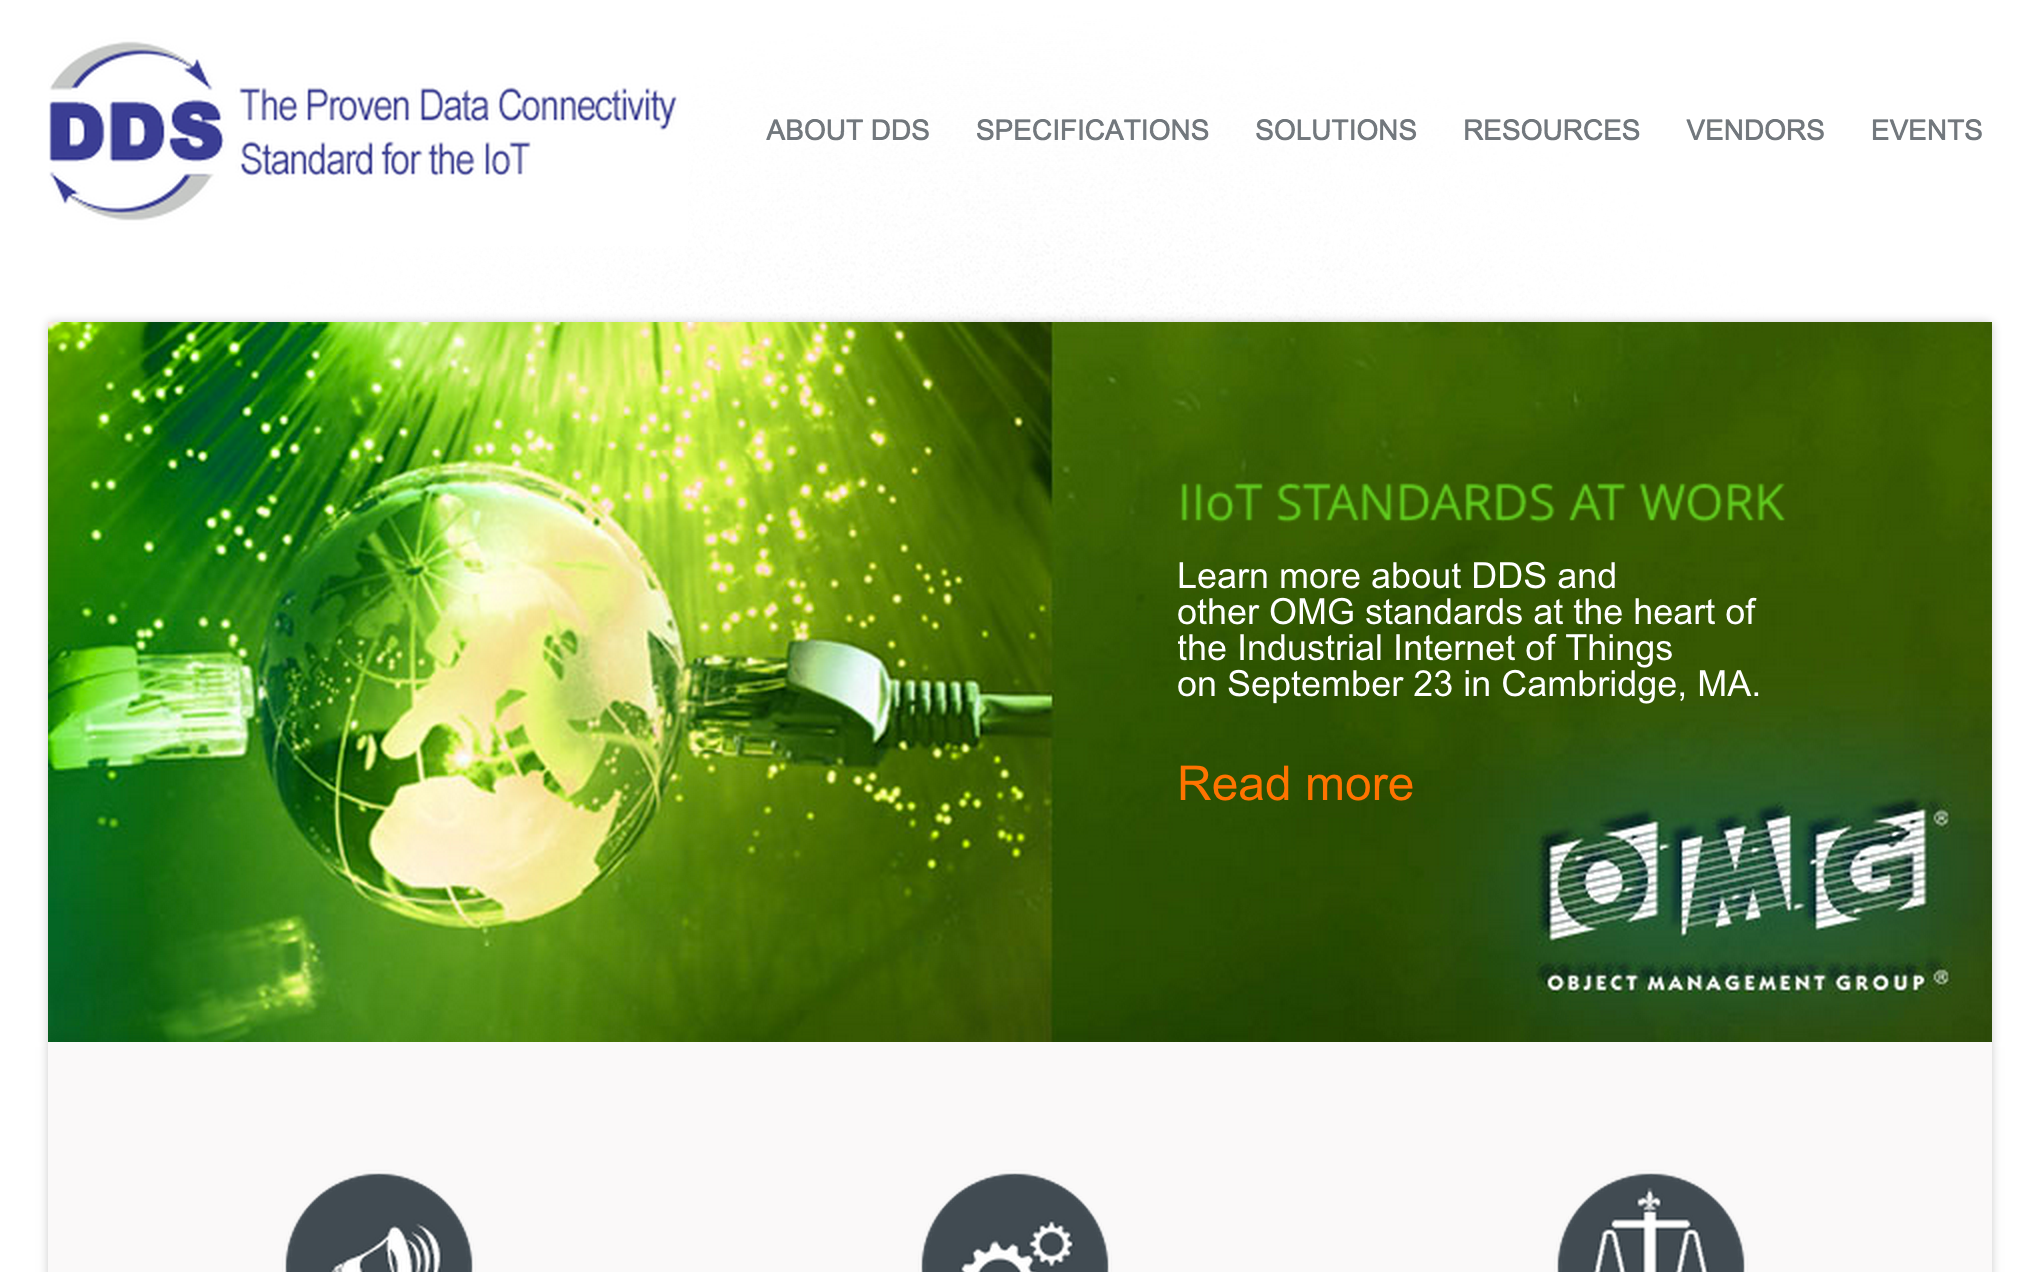 DDS
The Proven Data Connectivity
Standard for the IoT
ABOUT DDS SPECIFICATIONS SOLUTIONS RESOURCES VENDORS EVENTS
IIoT STANDARDS AT WORK
Learn more about DDS and
other OMG standards at the heart of
the Industrial Internet of Things
on September 23 in Cambridge, MA.
Read more
OMG®
OBJECT MANAGEMENT GROUP®